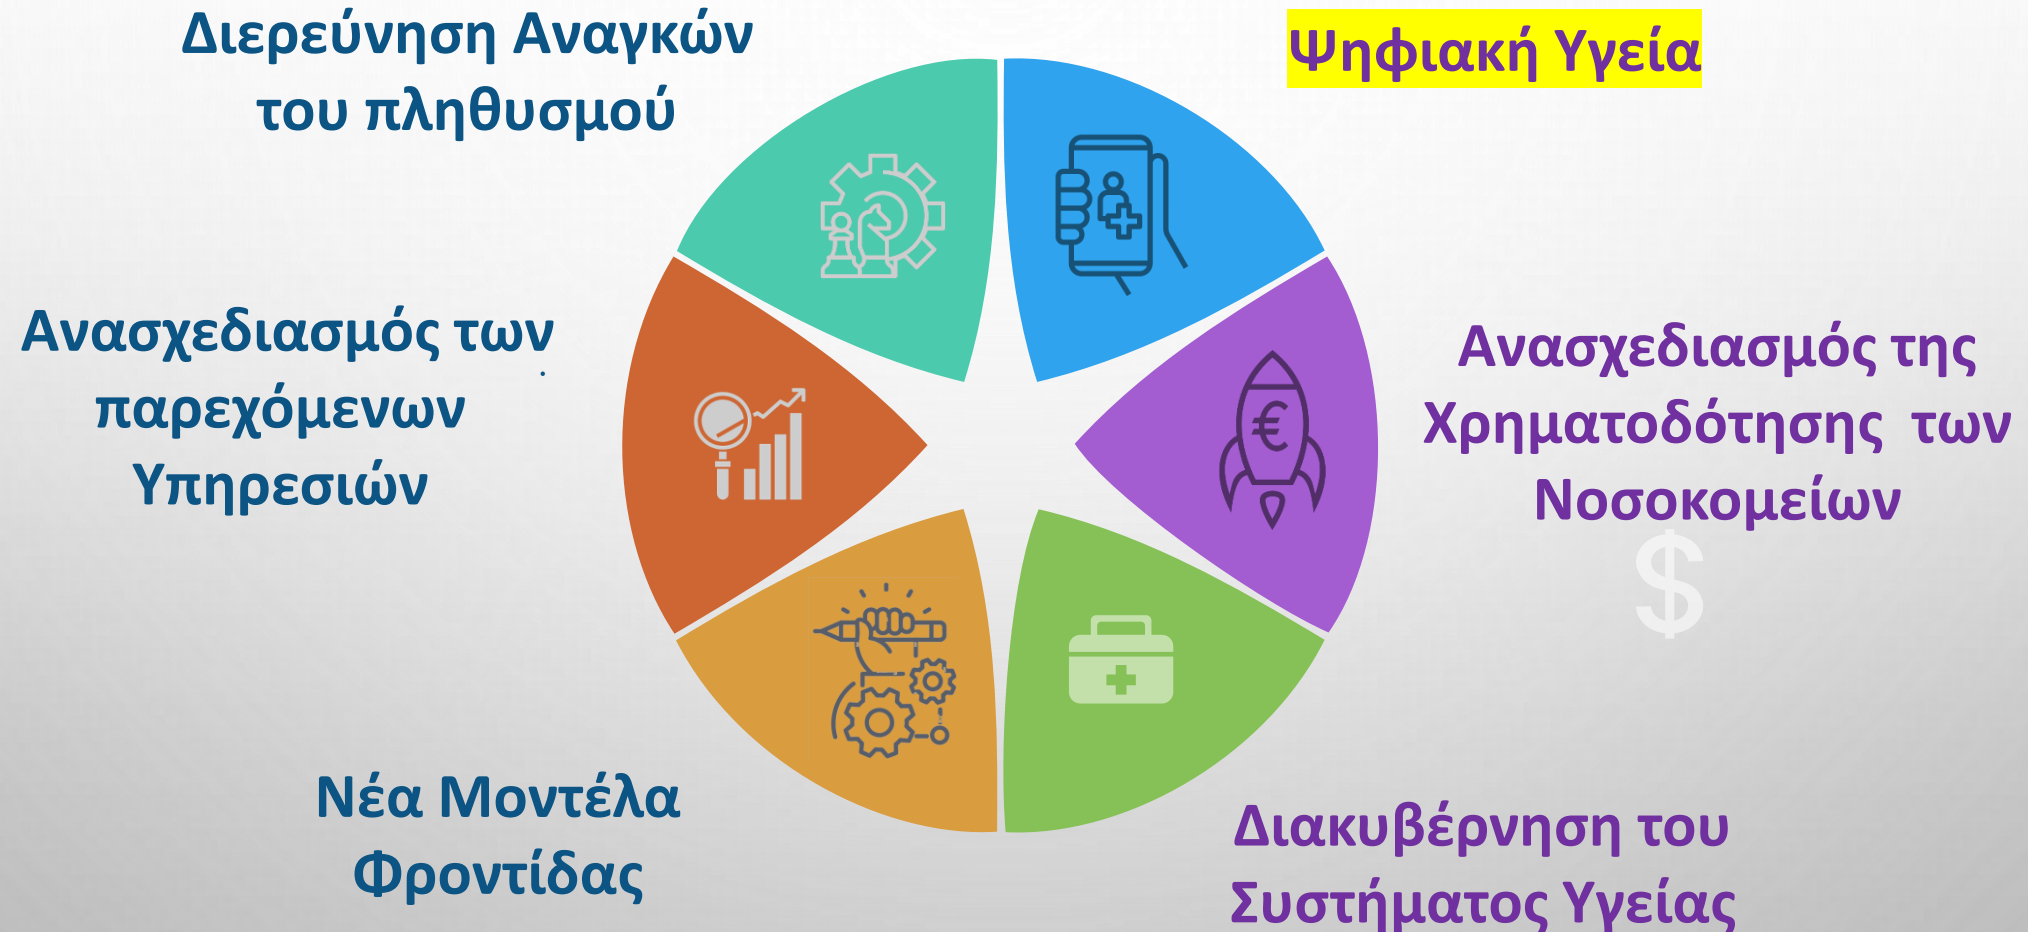 Διερεύνηση Αναγκών
του πληθυσμού
Ψηφιακή Υγεία
Ανασχεδιασμός των
παρεχόμενων
Υπηρεσιών
.
€
Ανασχεδιασμός της
Χρηματοδότησης των
Νοσοκομείων
$
Νέα Μοντέλα
Φροντίδας
Διακυβέρνηση του
Συστήματος Υγείας